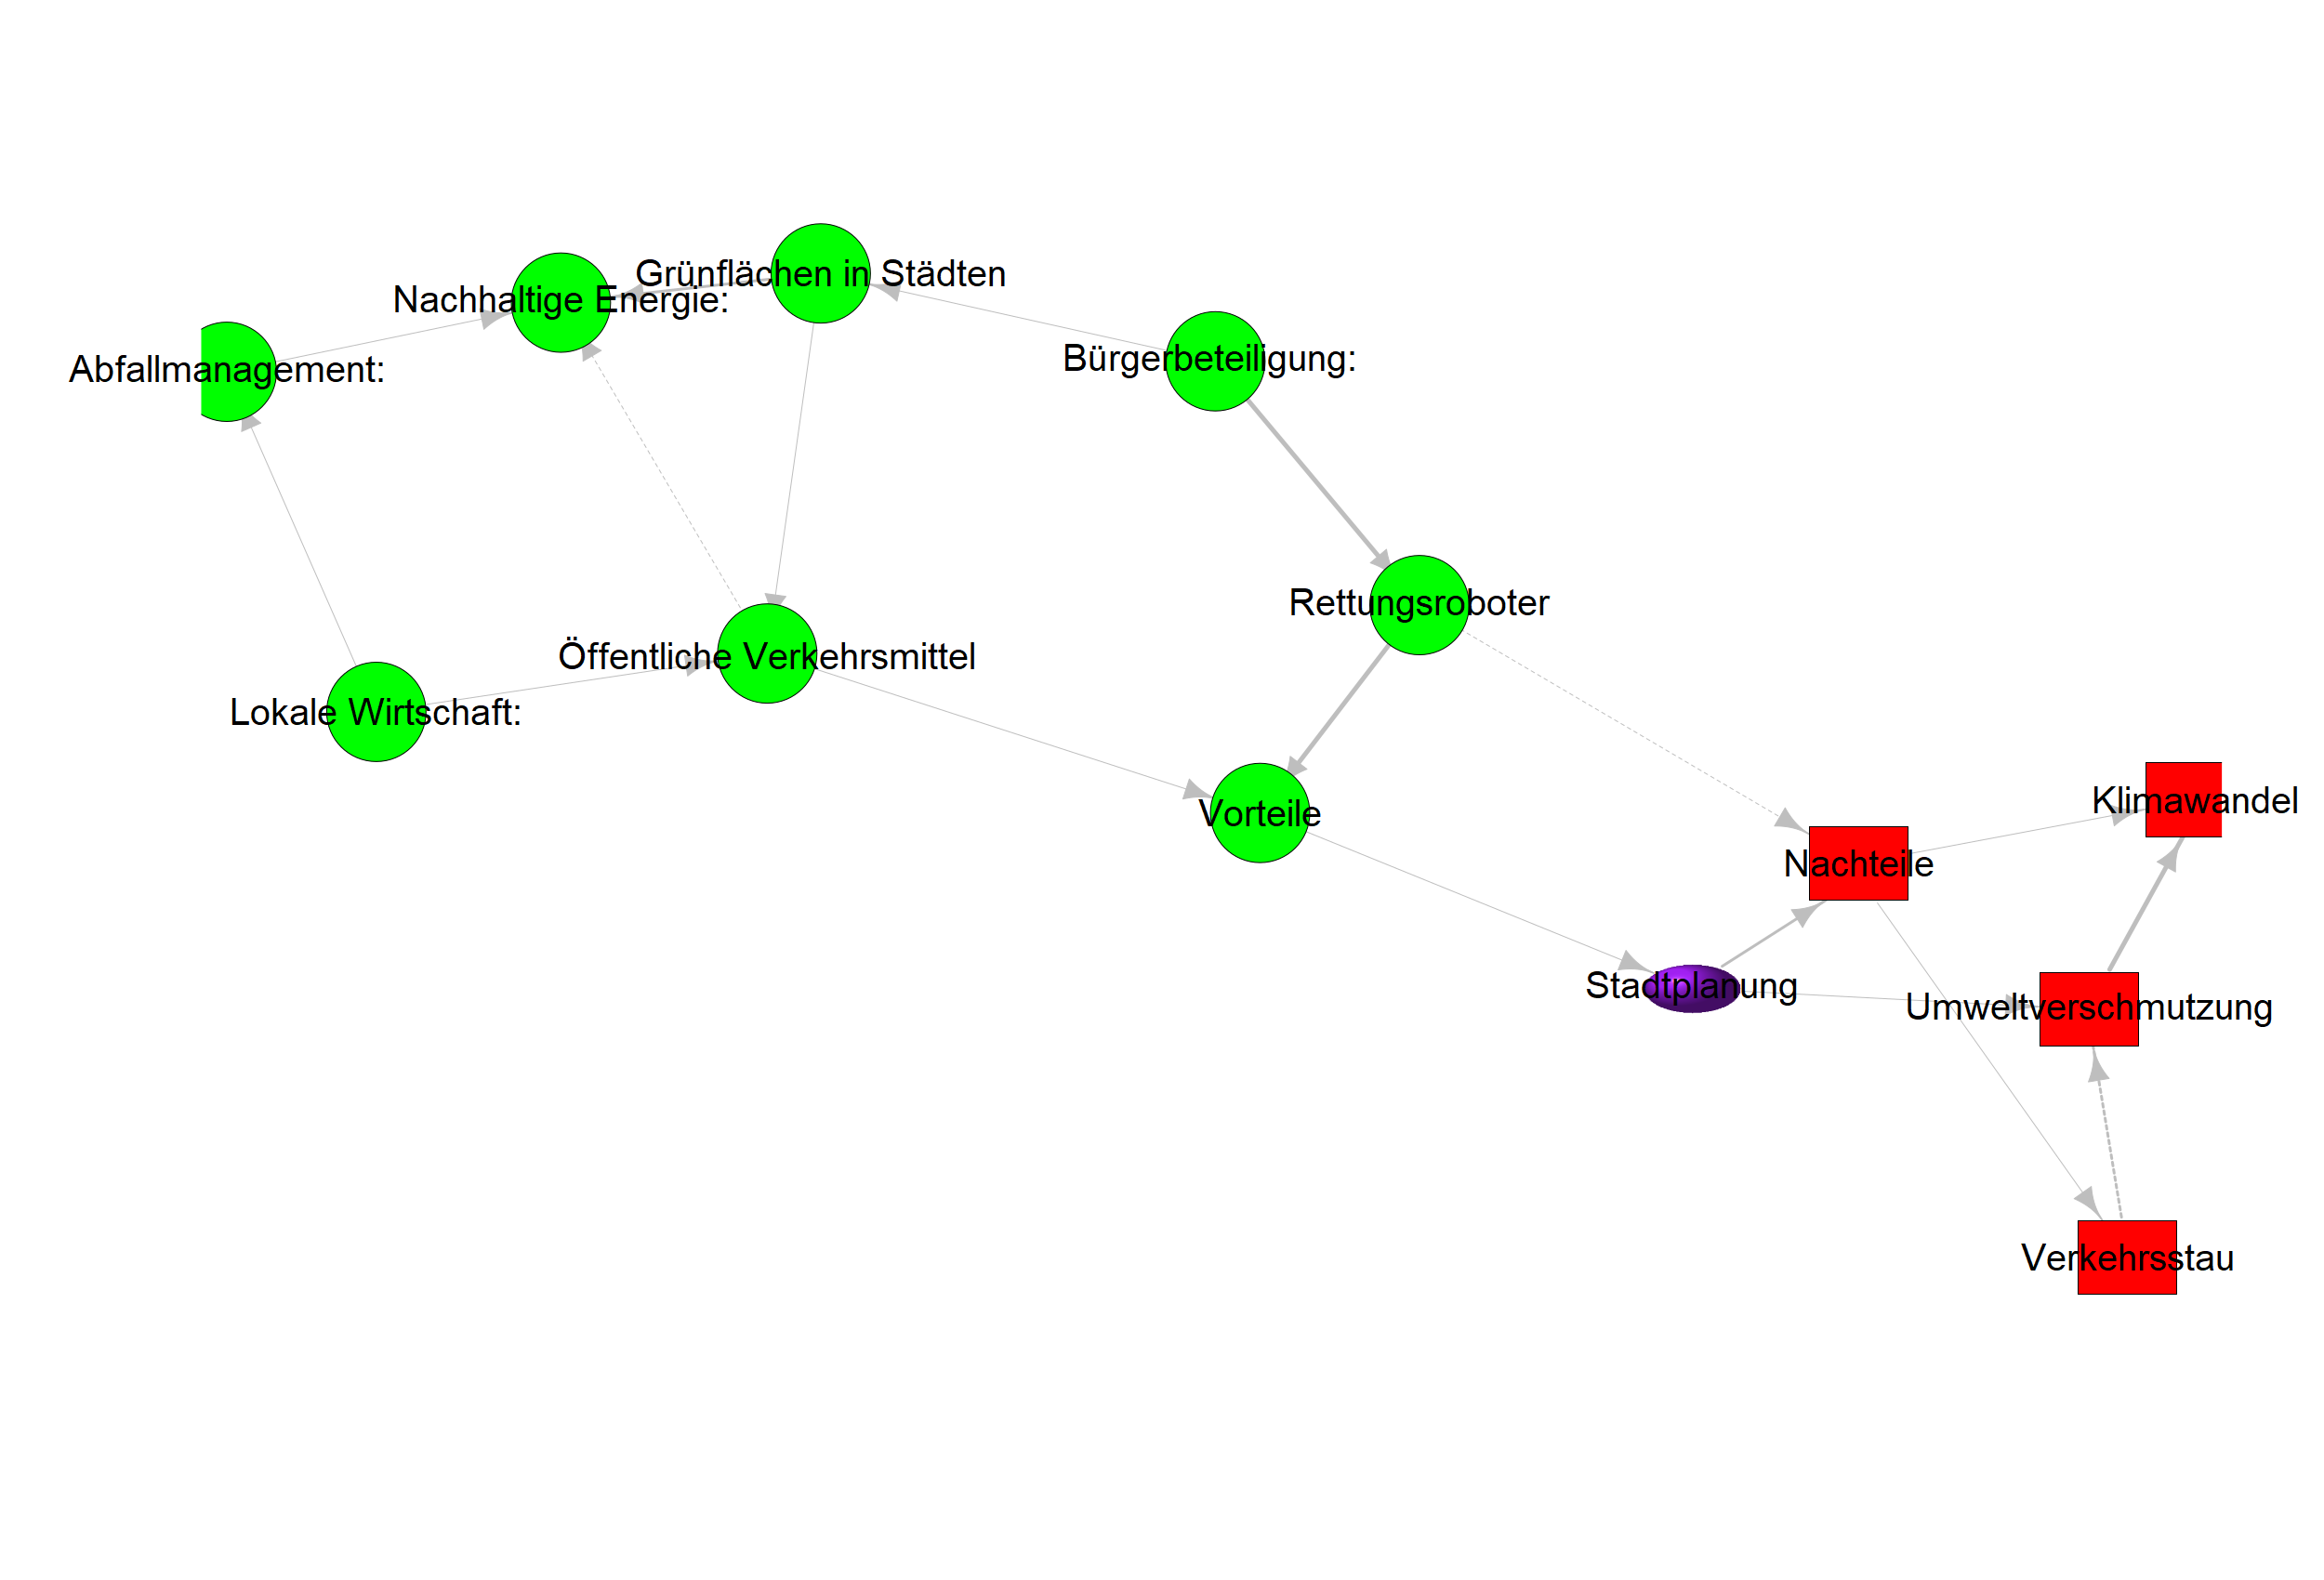 Grünflächen in Städten
Nachhaltige Energie:
Bürgerbeteiligung:
Abfallmanagement:
Rettungsroboter
Öffentliche Verkehrsmittel
Lokale Wirtschaft:
Klimawandel
Vorteile
Nachteile
Stadtplanung
Umweltverschmutzung
Verkehrsstau